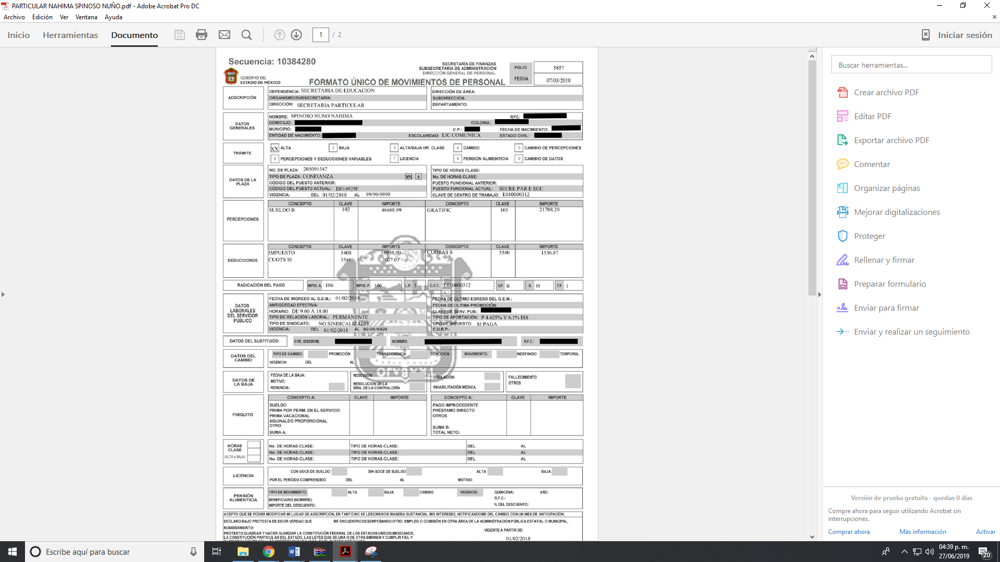 PARTICULAR NAHIMA SPINOSO NUÑO.pdf - Adobe Acrobat Pro DC
Archivo Edición Ver Ventana Ayuda
Inicio Herramientas Documento 1 / 2 Iniciar sesión
Secuencia: 10384280
GOBIERNO DEL
ESTADO DE MÉXICO
SECRETARÍA DE FINANZAS
SUBSECRETARÍA DE ADMINISTRACIÓN
DIRECCIÓN GENERAL DE PERSONAL
FORMATO ÚNICO DE MOVIMIENTOS DE PERSONAL
FOLIO 5857
FECHA 07/05/2018
ADSCRIPCIÓN
DEPENDENCIA: SECRETARIA DE EDUCACION
ORGANISMO/SUBSECRETARIA:
DIRECCIÓN: SECRETARIA PARTICULAR
DIRECCIÓN DE ÁREA:
SUBDIRECCIÓN:
DEPARTAMENTO:
DATOS GENERALES
NOMBRE: SPINOSO NUNO NAHIMA RFC:
DOMICILIO: COLONIA:
MUNICIPIO: C.P.: FECHA DE NACIMIENTO:
ENTIDAD DE NACIMIENTO: ESCOLARIDAD: LIC COMUNICA ESTADO CIVIL:
TRÁMITE
XX ALTA 2 BAJA 3 ALTA/BAJA HR. CLASE 4 CAMBIO 5 CAMBIO DE PERCEPCIONES
6 PERCEPCIONES Y DEDUCCIONES VARIABLES 7 LICENCIA 8 PENSIÓN ALIMENTICIA 9 CAMBIO DE DATOS
DATOS DE LA PLAZA
NO. DE PLAZA: 205091547
TIPO DE PLAZA: CONFIANZA XX S
CÓDIGO DEL PUESTO ANTERIOR:
CÓDIGO DEL PUESTO ACTUAL: D014929F
VIGENCIA: DEL 01/02/2018 AL 99/99/9999
TIPO DE HORAS CLASE:
No. DE HORAS CLASE:
PUESTO FUNCIONAL ANTERIOR:
PUESTO FUNCIONAL ACTUAL: SECRE PAR E SEC
CLAVE DE CENTRO DE TRABAJO: E010000312
PERCEPCIONES
CONCEPTO CLAVE IMPORTE CONCEPTO CLAVE IMPORTE
SUELDO B 102 46688.99 GRATIFIC 105 21708.20
DEDUCCIONES
CONCEPTO CLAVE IMPORTE CONCEPTO CLAVE IMPORTE
IMPUESTO 5408 16958.00 CUOTAS S 5540 1536.87
CUOTS SI 5541 2027.01
RADICACIÓN DEL PAGO MPIO. A. 106 MPIO. P. 106 L.P. 1 C.C.T. E010000312 S.P. B B. B T.P. 1
DATOS LABORALES DEL SERVIDOR PÚBLICO
FECHA DE INGRESO AL G.E.M.: 01/02/2018
ANTIGÜEDAD EFECTIVA:
HORARIO: DE 9.00 A 18.00
TIPO DE RELACIÓN LABORAL: PERMANENTE
TIPO DE SINDICATO: NO SINDICALIZADO
VIGENCIA: DEL 01/02/2018 AL 99/99/9999
FECHA DE ÚLTIMO EGRESO DEL G.E.M.:
FECHA DE ÚLTIMA PROMOCIÓN:
CLAVE DE SERV. PUB.:
TIPO DE APORTACIÓN: P 4.625% Y 6.1% ISS
TIPO DE IMPUESTO: SI PAGA
C.U.R.P.:
DATOS DEL SUSTITUIDO CVE. ISSEMYM. NOMBRE: R.F.C.:
DATOS DEL CAMBIO
TIPO DE CAMBIO: PROMOCIÓN TRANSFERENCIA DEMOCIÓN MOVIMIENTO: INDEFINIDO TEMPORAL
VIGENCIA: DEL AL
TRABAJO
DATOS DE LA BAJA
FECHA DE LA BAJA:
MOTIVO:
RENUNCIA:
RESCISIÓN:
RESOLUCIÓN DE LA
SRIA. DE LA CONTRALORÍA
JUBILACIÓN
INHABILITACIÓN MÉDICA
FALLECIMIENTO
OTROS
FINIQUITO
CONCEPTO A: CLAVE IMPORTE CONCEPTO A: CLAVE IMPORTE
SUELDO
PRIMA POR PERM. EN EL SERVICIO
PRIMA VACACIONAL
AGUINALDO PROPORCIONAL
OTRO
SUMA A:
PAGO IMPROCEDENTE
PRÉSTAMO DIRECTO
OTROS
SUMA B:
TOTAL NETO:
HORAS CLASE (ALTA o BAJA)
No. DE HORAS-CLASE: TIPO DE HORAS-CLASE: DEL AL
No. DE HORAS-CLASE: TIPO DE HORAS-CLASE: DEL AL
No. DE HORAS-CLASE: TIPO DE HORAS-CLASE: DEL AL
LICENCIA
CON GOCE DE SUELDO SIN GOCE DE SUELDO ALTA BAJA
POR EL PERÍODO COMPRENDIDO DEL AL MOTIVO:
PENSIÓN ALIMENTICIA
TIPO DE MOVIMIENTO: ALTA BAJA CAMBIO VIGENCIA: QUINCENA: AÑO
BENEFICIARIO (NOMBRE): R.F.C.:
IMPORTE DEL DESCUENTO: % DEL DESCUENTO:
ACEPTO QUE SE PODRÁ MODIFICAR MI LUGAR DE ADSCRIPCIÓN, EN TANTO NO SE LESIONEN DE MANERA SUSTANCIAL MIS INTERESES, NOTIFICÁNDOME DEL CAMBIO CON UN MES DE ANTICIPACIÓN.
DECLARO BAJO PROTESTA DE DECIR VERDAD QUE ME ENCUENTRO DESEMPEÑANDO OTRO EMPLEO O COMISIÓN EN OTRA ÁREA DE LA ADMINISTRACIÓN PÚBLICA ESTATAL O MUNICIPAL.
NOMBRAMIENTO:
PROTESTO GUARDAR Y HACER GUARDAR LA CONSTITUCIÓN FEDERAL DE LOS ESTADOS UNIDOS MEXICANOS,
LA CONSTITUCIÓN PARTICULAR DEL ESTADO, LAS LEYES QUE DE UNA O DE OTRA EMANEN Y CUMPLIR FIEL Y
VIGENTE A PARTIR DE:
01/02/2018
Buscar herramientas...
Crear archivo PDF
Editar PDF
Exportar archivo PDF
Comentar
Organizar páginas
Mejorar digitalizaciones
Proteger
Rellenar y firmar
Preparar formulario
Enviar para firmar
Enviar y realizar un seguimiento
Versión de prueba gratuita - quedan 0 días
Compre ahora para seguir utilizando Acrobat sin
interrupciones.
Comprar ahora Más información Activar
Escribe aquí para buscar
04:39 p. m.
27/06/2019
20